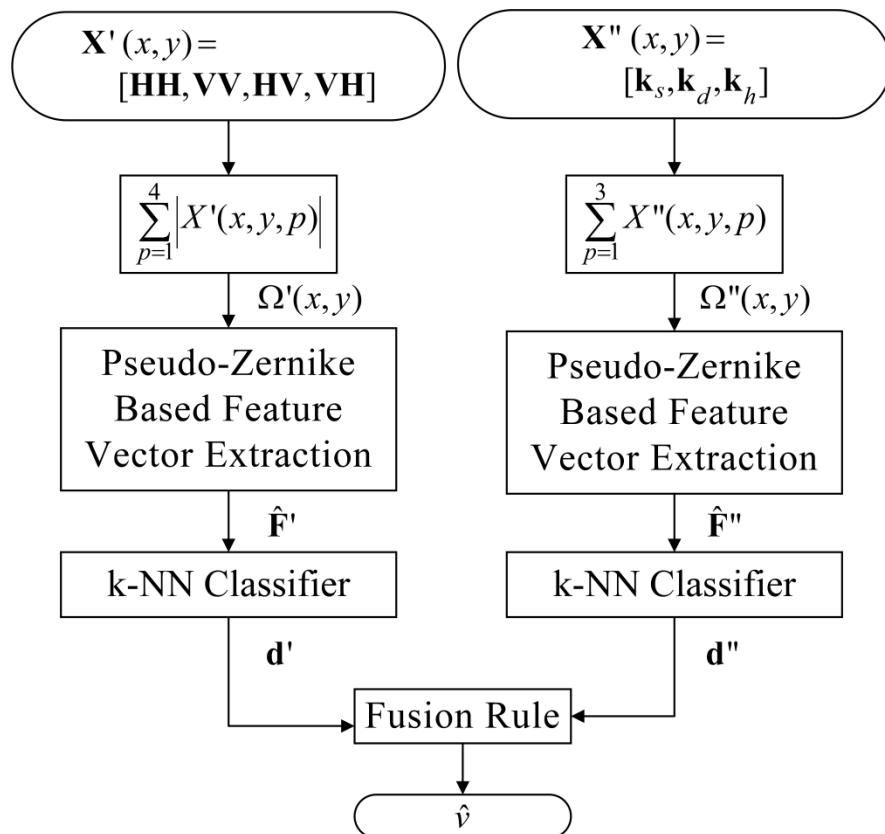 X' (x, y) =
[HH, VV, HV, VH]
∑_{p=1}^{4} |X'(x, y, p)|
Ω'(x, y)
Pseudo-Zernike
Based Feature
Vector Extraction
F̂'
k-NN Classifier
d'
X" (x, y) =
[k_s, k_d, k_h]
∑_{p=1}^{3} X"(x, y, p)
Ω"(x, y)
Pseudo-Zernike
Based Feature
Vector Extraction
F̂"
k-NN Classifier
d"
Fusion Rule
v̂